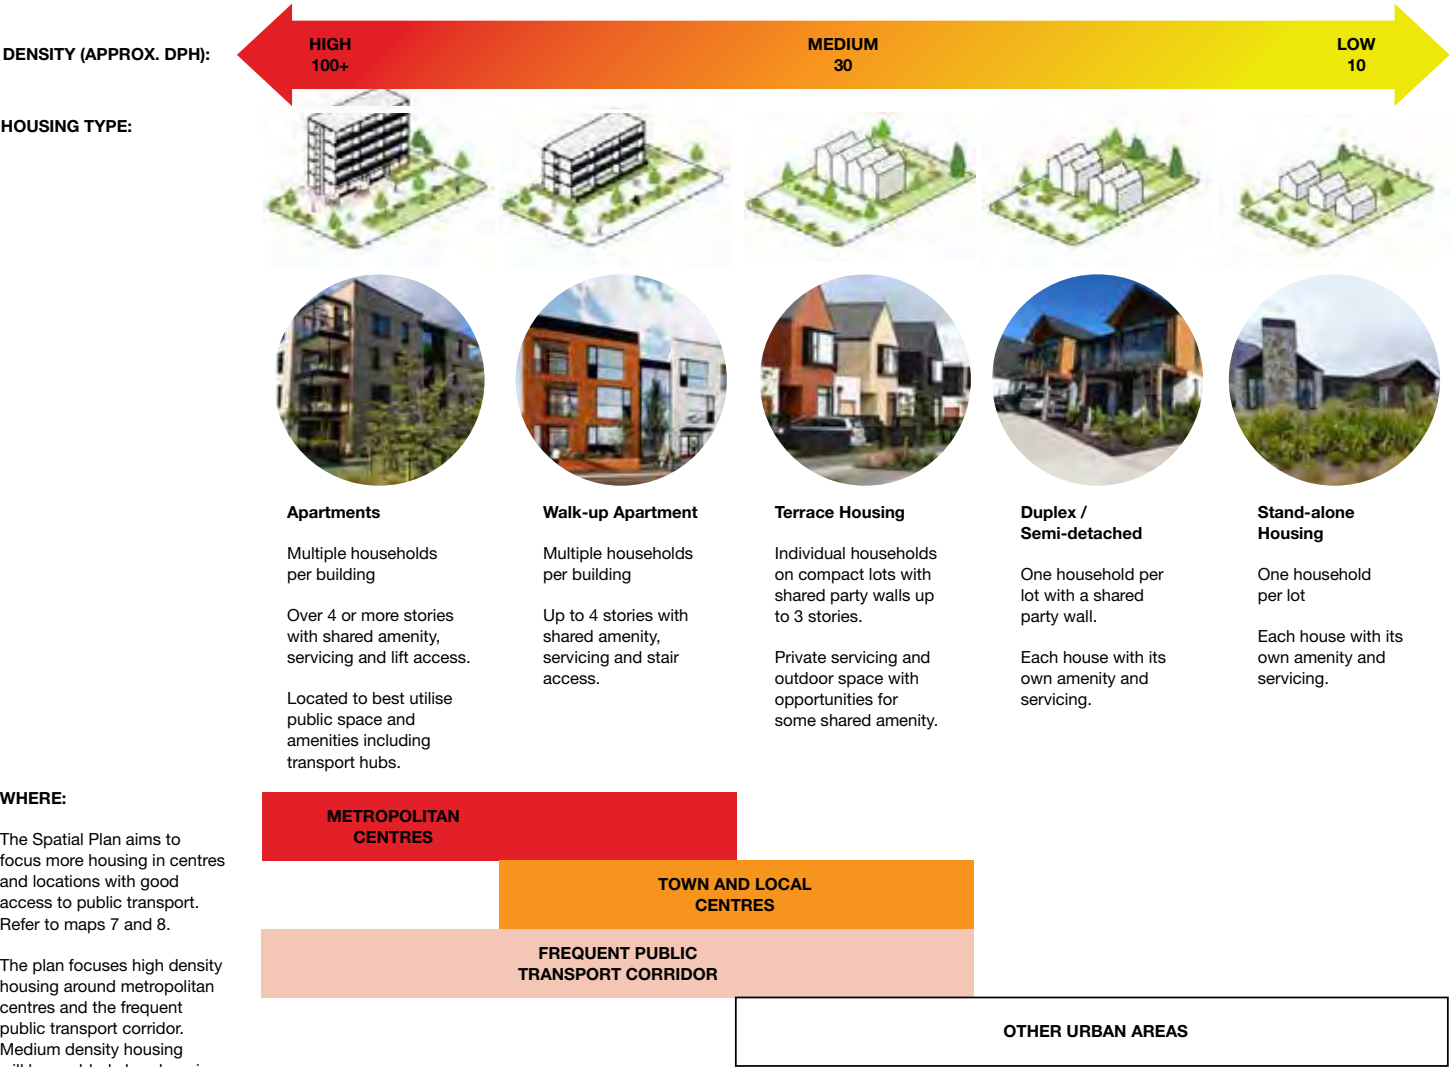 DENSITY (APPROX. DPH):
HIGH
100+
MEDIUM
30
LOW
10
HOUSING TYPE:
Apartments
Multiple households
per building
Over 4 or more stories
with shared amenity,
servicing and lift access.
Located to best utilise
public space and
amenities including
transport hubs.
Walk-up Apartment
Multiple households
per building
Up to 4 stories with
shared amenity,
servicing and stair
access.
Terrace Housing
Individual households
on compact lots with
shared party walls up
to 3 stories.
Private servicing and
outdoor space with
opportunities for
some shared amenity.
Duplex /
Semi-detached
One household per
lot with a shared
party wall.
Each house with its
own amenity and
servicing.
Stand-alone
Housing
One household
per lot
Each house with its
own amenity and
servicing.
WHERE:
The Spatial Plan aims to
focus more housing in centres
and locations with good
access to public transport.
Refer to maps 7 and 8.
The plan focuses high density
housing around metropolitan
centres and the frequent
public transport corridor.
Medium density housing
METROPOLITAN
CENTRES
TOWN AND LOCAL
CENTRES
FREQUENT PUBLIC
TRANSPORT CORRIDOR
OTHER URBAN AREAS